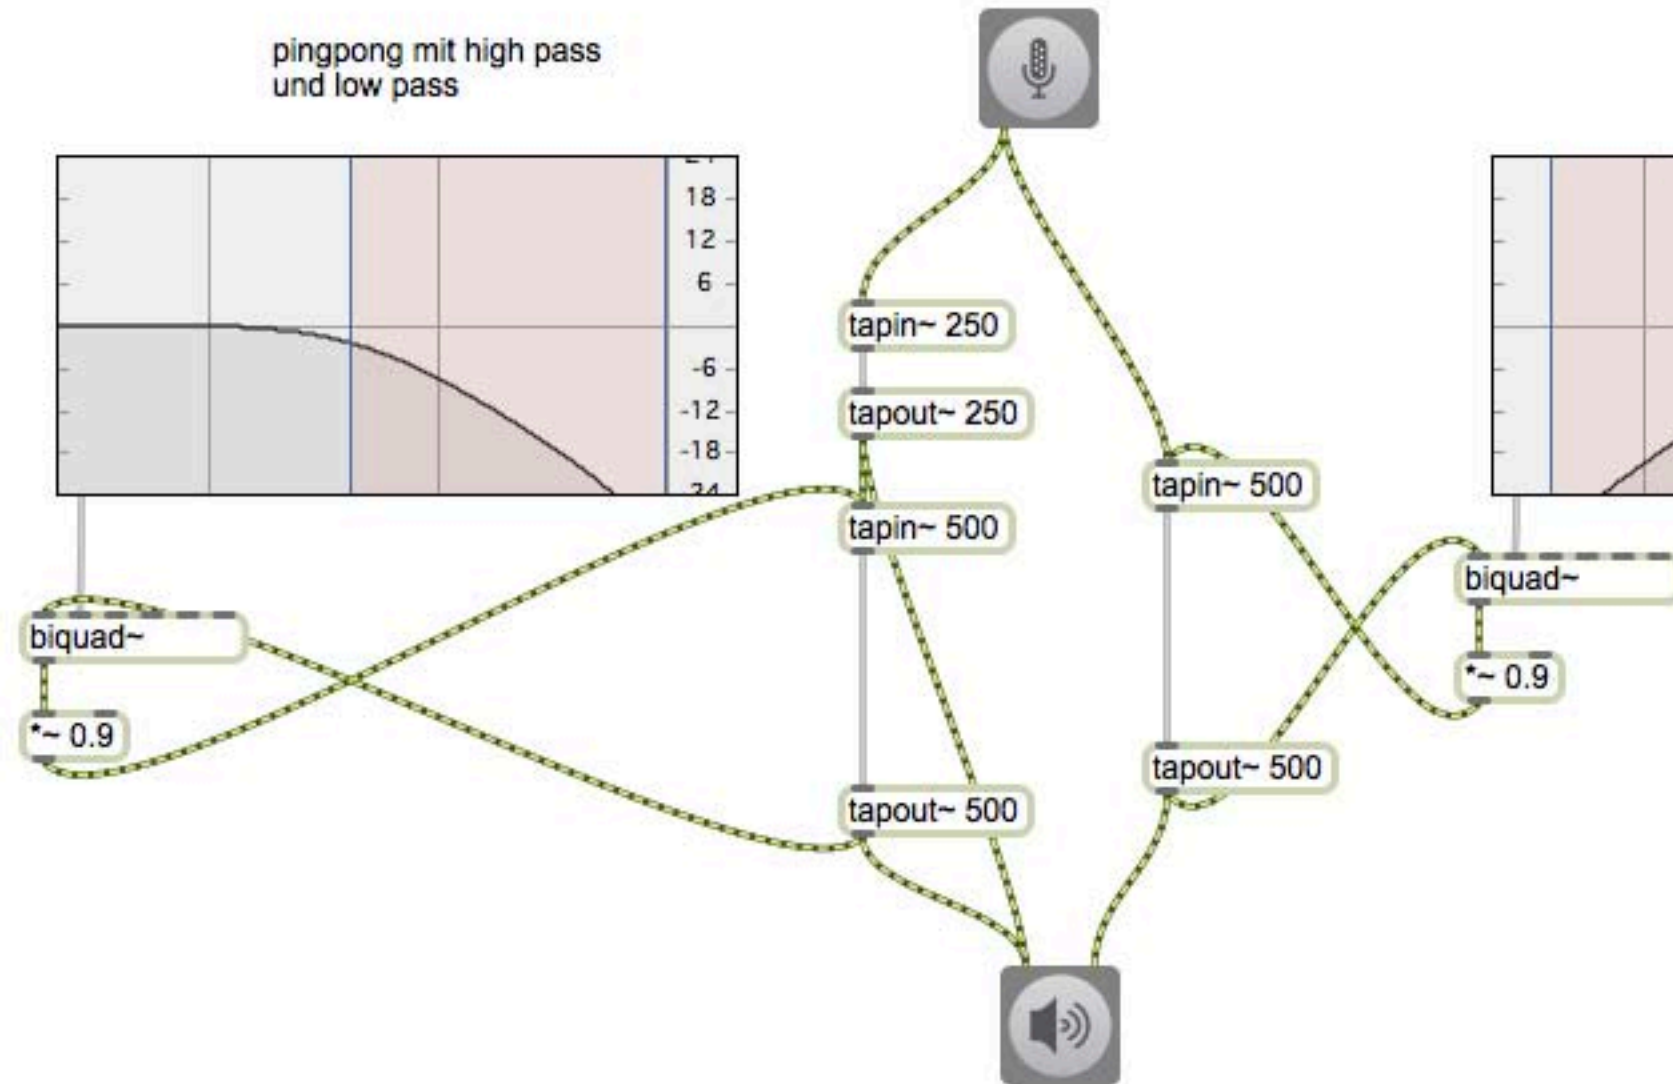 pingpong mit high pass
und low pass
18
12
6
-6
-12
-18
tapin~ 250
tapout~ 250
tapin~ 500
tapin~ 500
biquad~
biquad~
*~ 0.9
*~ 0.9
tapout~ 500
tapout~ 500